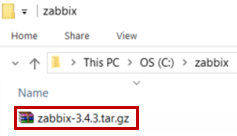 zabbix
Home Share View
This PC > OS (C:) > zabbix
Name
zabbix-3.4.3.tar.gz